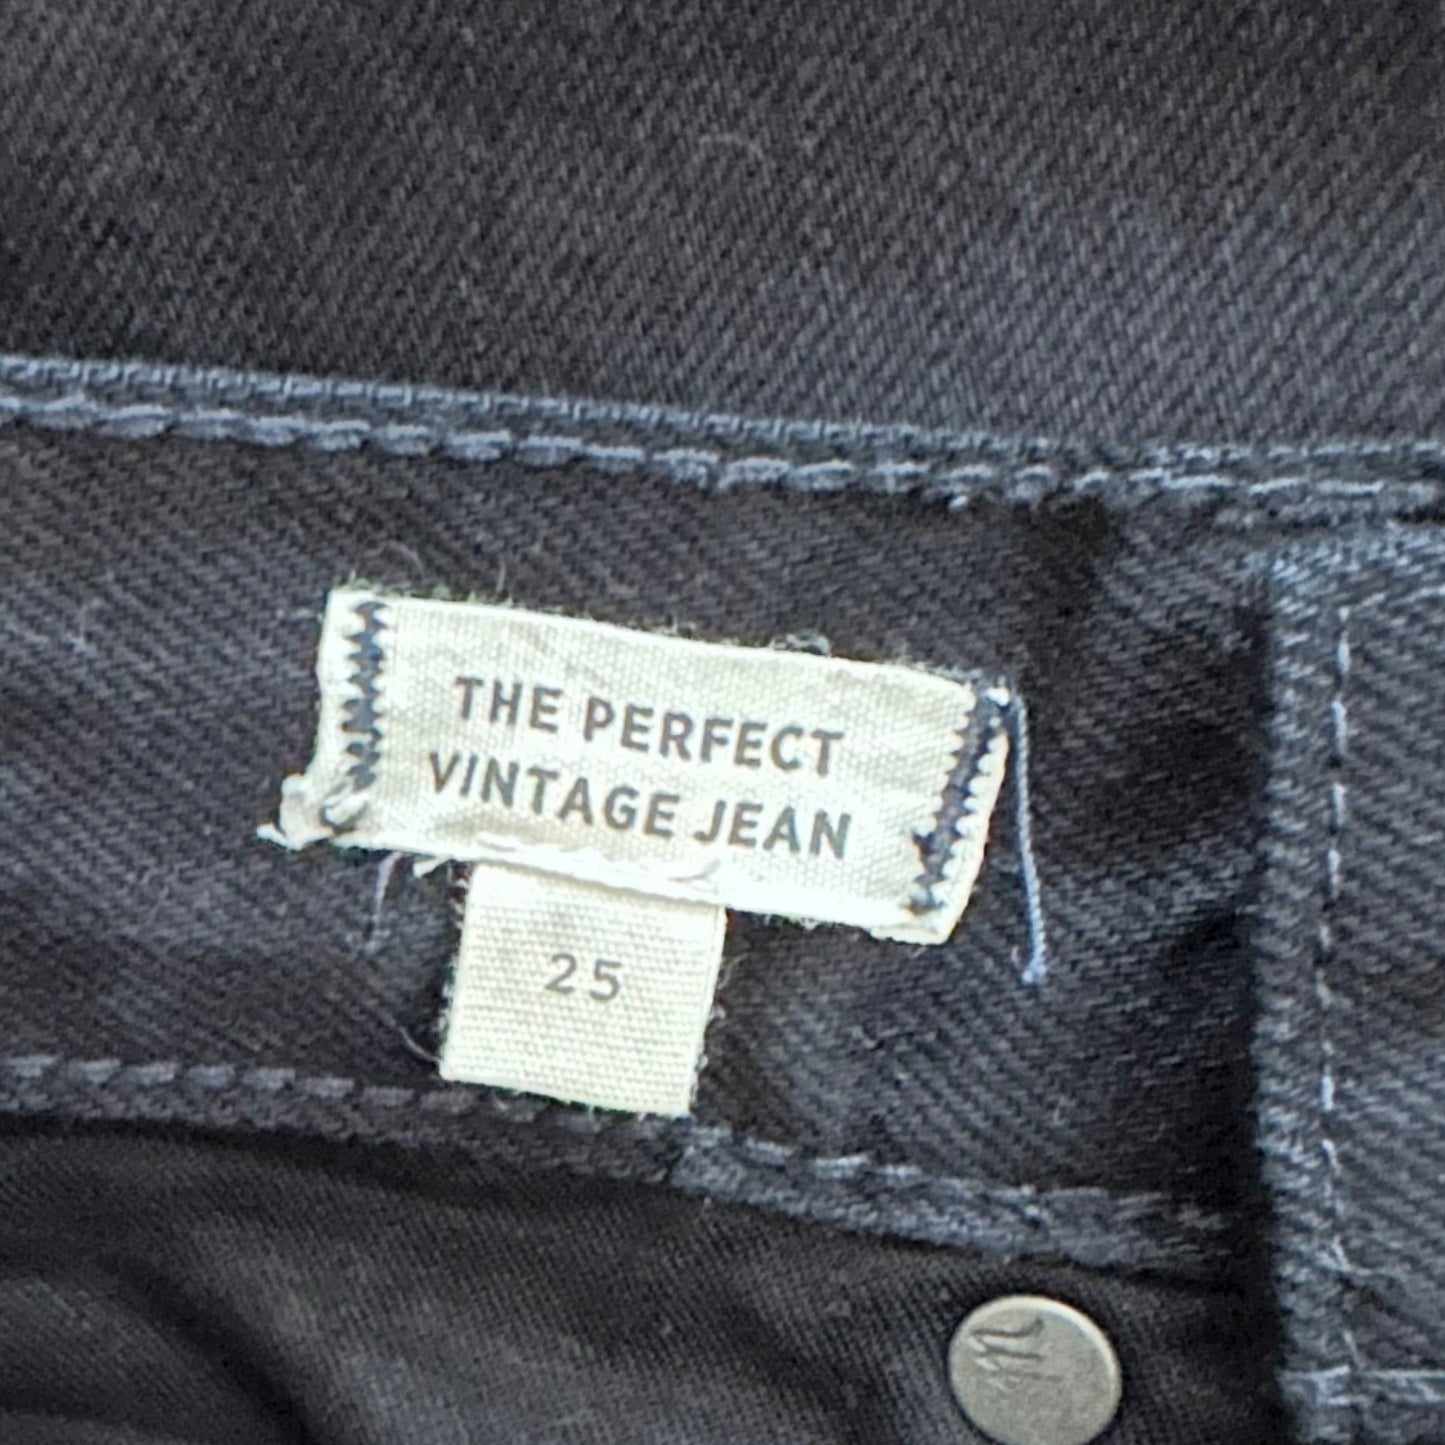 THE PERFECT
VINTAGE JEAN
25
m